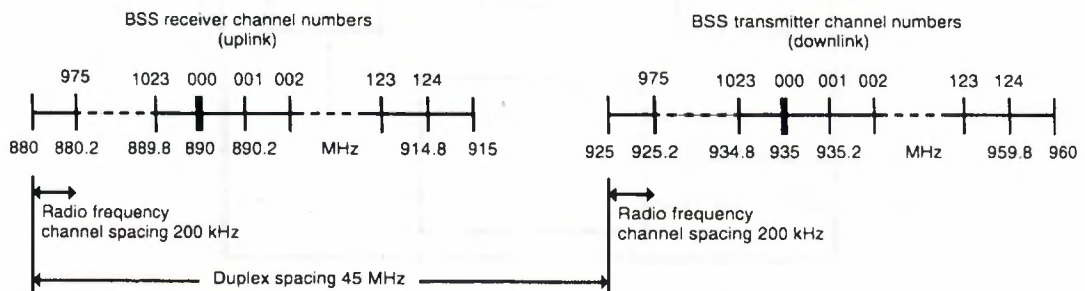 BSS receiver channel numbers
(uplink)
975 1023 000 001 002 123 124
880 880.2 889.8 890 890.2 MHz 914.8 915
Radio frequency
channel spacing 200 kHz
BSS transmitter channel numbers
(downlink)
975 1023 000 001 002 123 124
925 925.2 934.8 935 935.2 MHz 959.8 960
Radio frequency
channel spacing 200 kHz
Duplex spacing 45 MHz